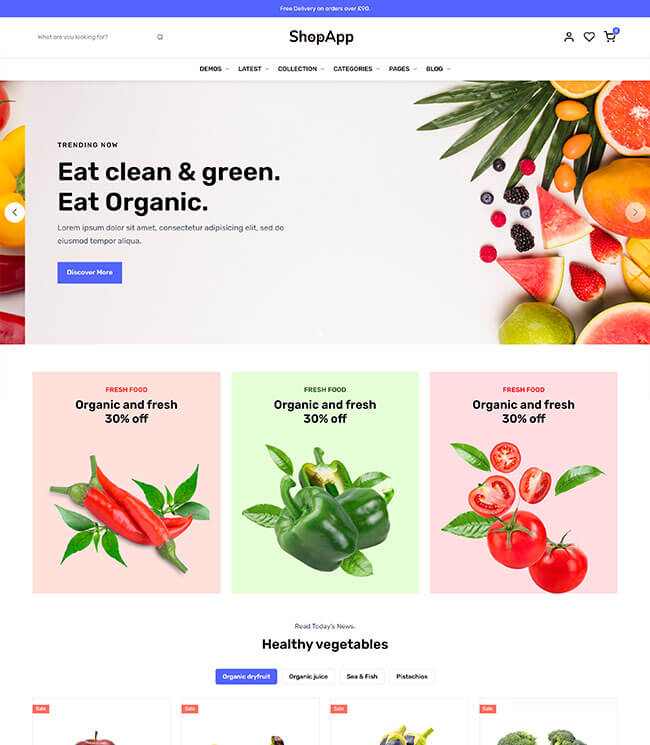 Free Delivery on orders over £90.
What are you looking for?
ShopApp
0
DEMOS LATEST COLLECTION CATEGORIES PAGES BLOG
TRENDING NOW
Eat clean & green.
Eat Organic.
Lorem ipsum dolor sit amet, consectetur adipisicing elit, sed do
eiusmod tempor aliqua.
Discover More
FRESH FOOD
Organic and fresh
30% off
FRESH FOOD
Organic and fresh
30% off
FRESH FOOD
Organic and fresh
30% off
Read Today's News.
Healthy vegetables
Organic dryfruit Organic juice Sea & Fish Pistachios
Sale Sale Sale Sale